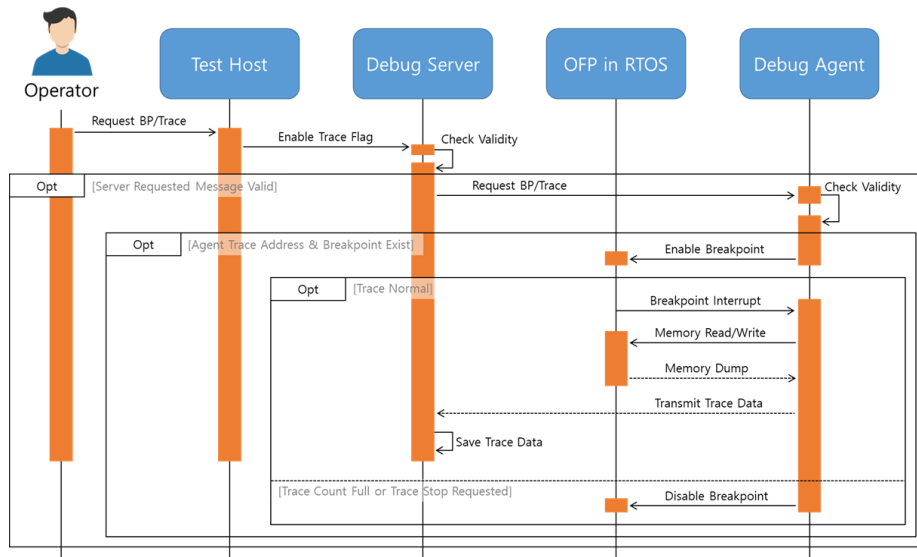 Operator
Test Host
Debug Server
OFP in RTOS
Debug Agent
Request BP/Trace
Enable Trace Flag
Check Validity
Opt
[Server Requested Message Valid]
Request BP/Trace
Check Validity
Opt
[Agent Trace Address & Breakpoint Exist]
Enable Breakpoint
Opt
[Trace Normal]
Breakpoint Interrupt
Memory Read/Write
Memory Dump
Transmit Trace Data
Save Trace Data
[Trace Count Full or Trace Stop Requested]
Disable Breakpoint